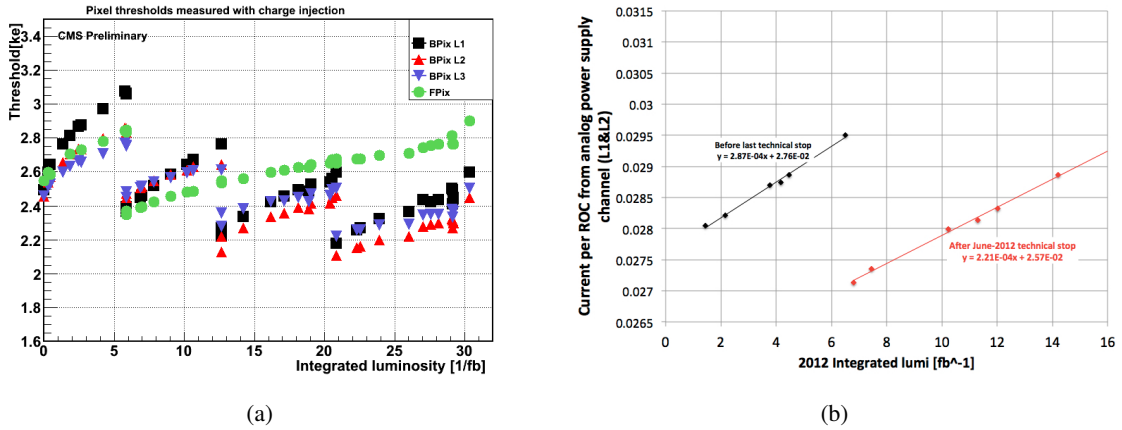 Pixel thresholds measured with charge injection
Threshold[ke]
CMS Preliminary
BPix L1
BPix L2
BPix L3
FPix
3.4
3.2
3
2.8
2.6
2.4
2.2
2
1.8
1.6
0
5
10
15
20
25
30
Integrated luminosity [1/fb]
(a)
Current per ROC from analog power supply
channel (L1&L2)
0.0315
0.031
0.0305
0.03
0.0295
0.029
0.0285
0.028
0.0275
0.027
0.0265
Before last technical stop
y = 2.87E-04x + 2.76E-02
After June-2012 technical stop
y = 2.21E-04x + 2.57E-02
0
2
4
6
8
10
12
14
16
2012 Integrated lumi [fb^-1]
(b)